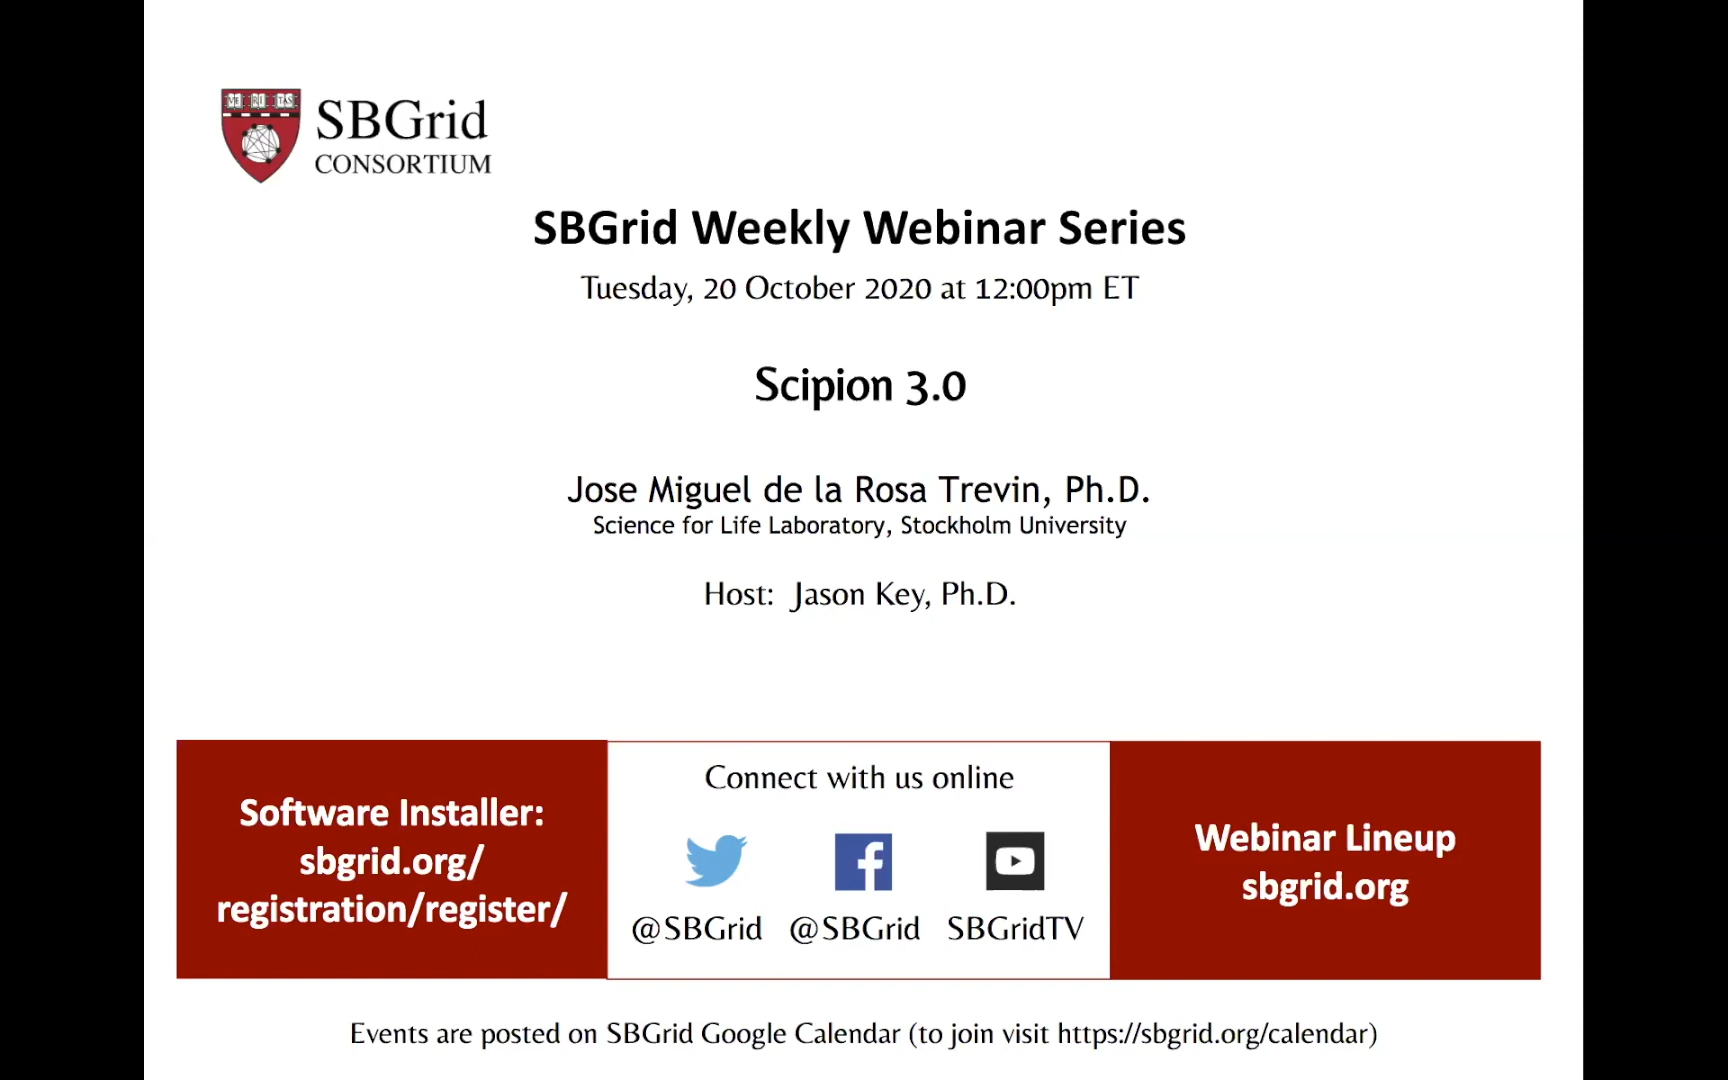 VE RI TAS
SBGrid
CONSORTIUM
SBGrid Weekly Webinar Series
Tuesday, 20 October 2020 at 12:00pm ET
Scipion 3.0
Jose Miguel de la Rosa Trevin, Ph.D.
Science for Life Laboratory, Stockholm University
Host: Jason Key, Ph.D.
Software Installer:
sbgrid.org/
registration/register/
Connect with us online
@SBGrid @SBGrid SBGridTV
Webinar Lineup
sbgrid.org
Events are posted on SBGrid Google Calendar (to join visit https://sbgrid.org/calendar)